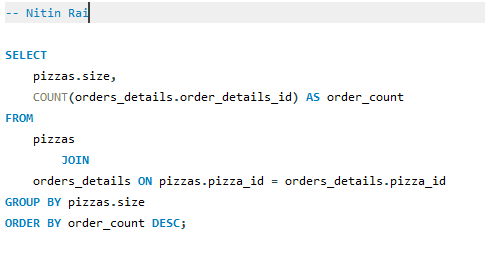 -- Nitin Rai
SELECT
pizzas.size,
COUNT(orders_details.order_details_id) AS order_count
FROM
pizzas
JOIN
orders_details ON pizzas.pizza_id = orders_details.pizza_id
GROUP BY pizzas.size
ORDER BY order_count DESC;